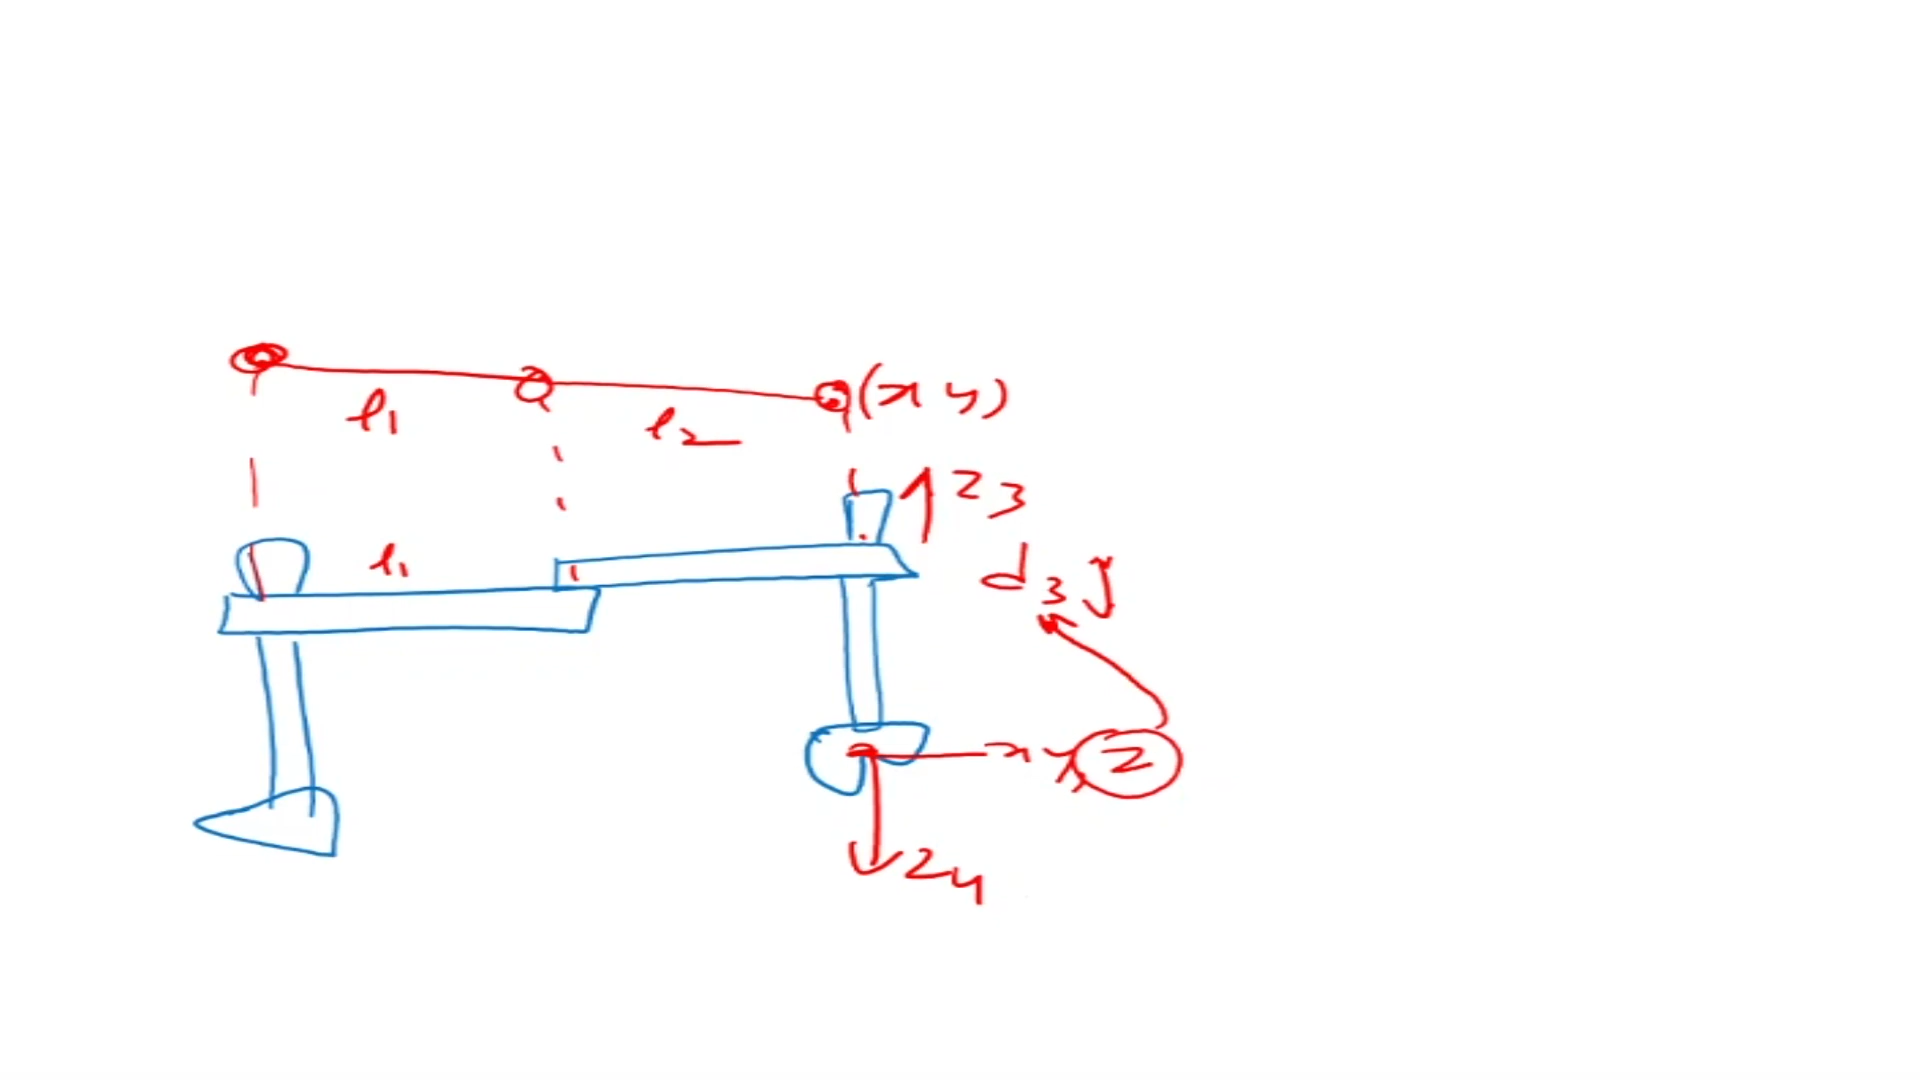 (x y)
l1
l2
z3
l1
d3}
x y, z
z4